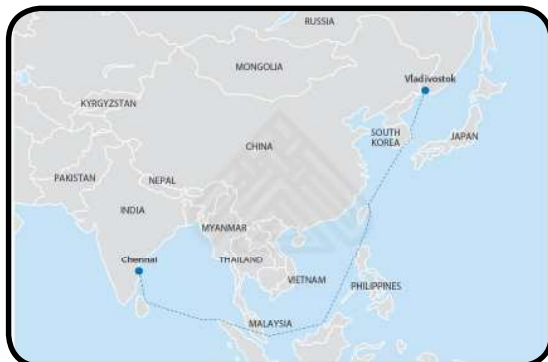 RUSSIA
MONGOLIA
Vladivostok
KYRGYZSTAN
SOUTH
KOREA
JAPAN
CHINA
PAKISTAN
NEPAL
INDIA
MYANMAR
Chennai
THAILAND
VIETNAM
PHILIPPINES
MALAYSIA